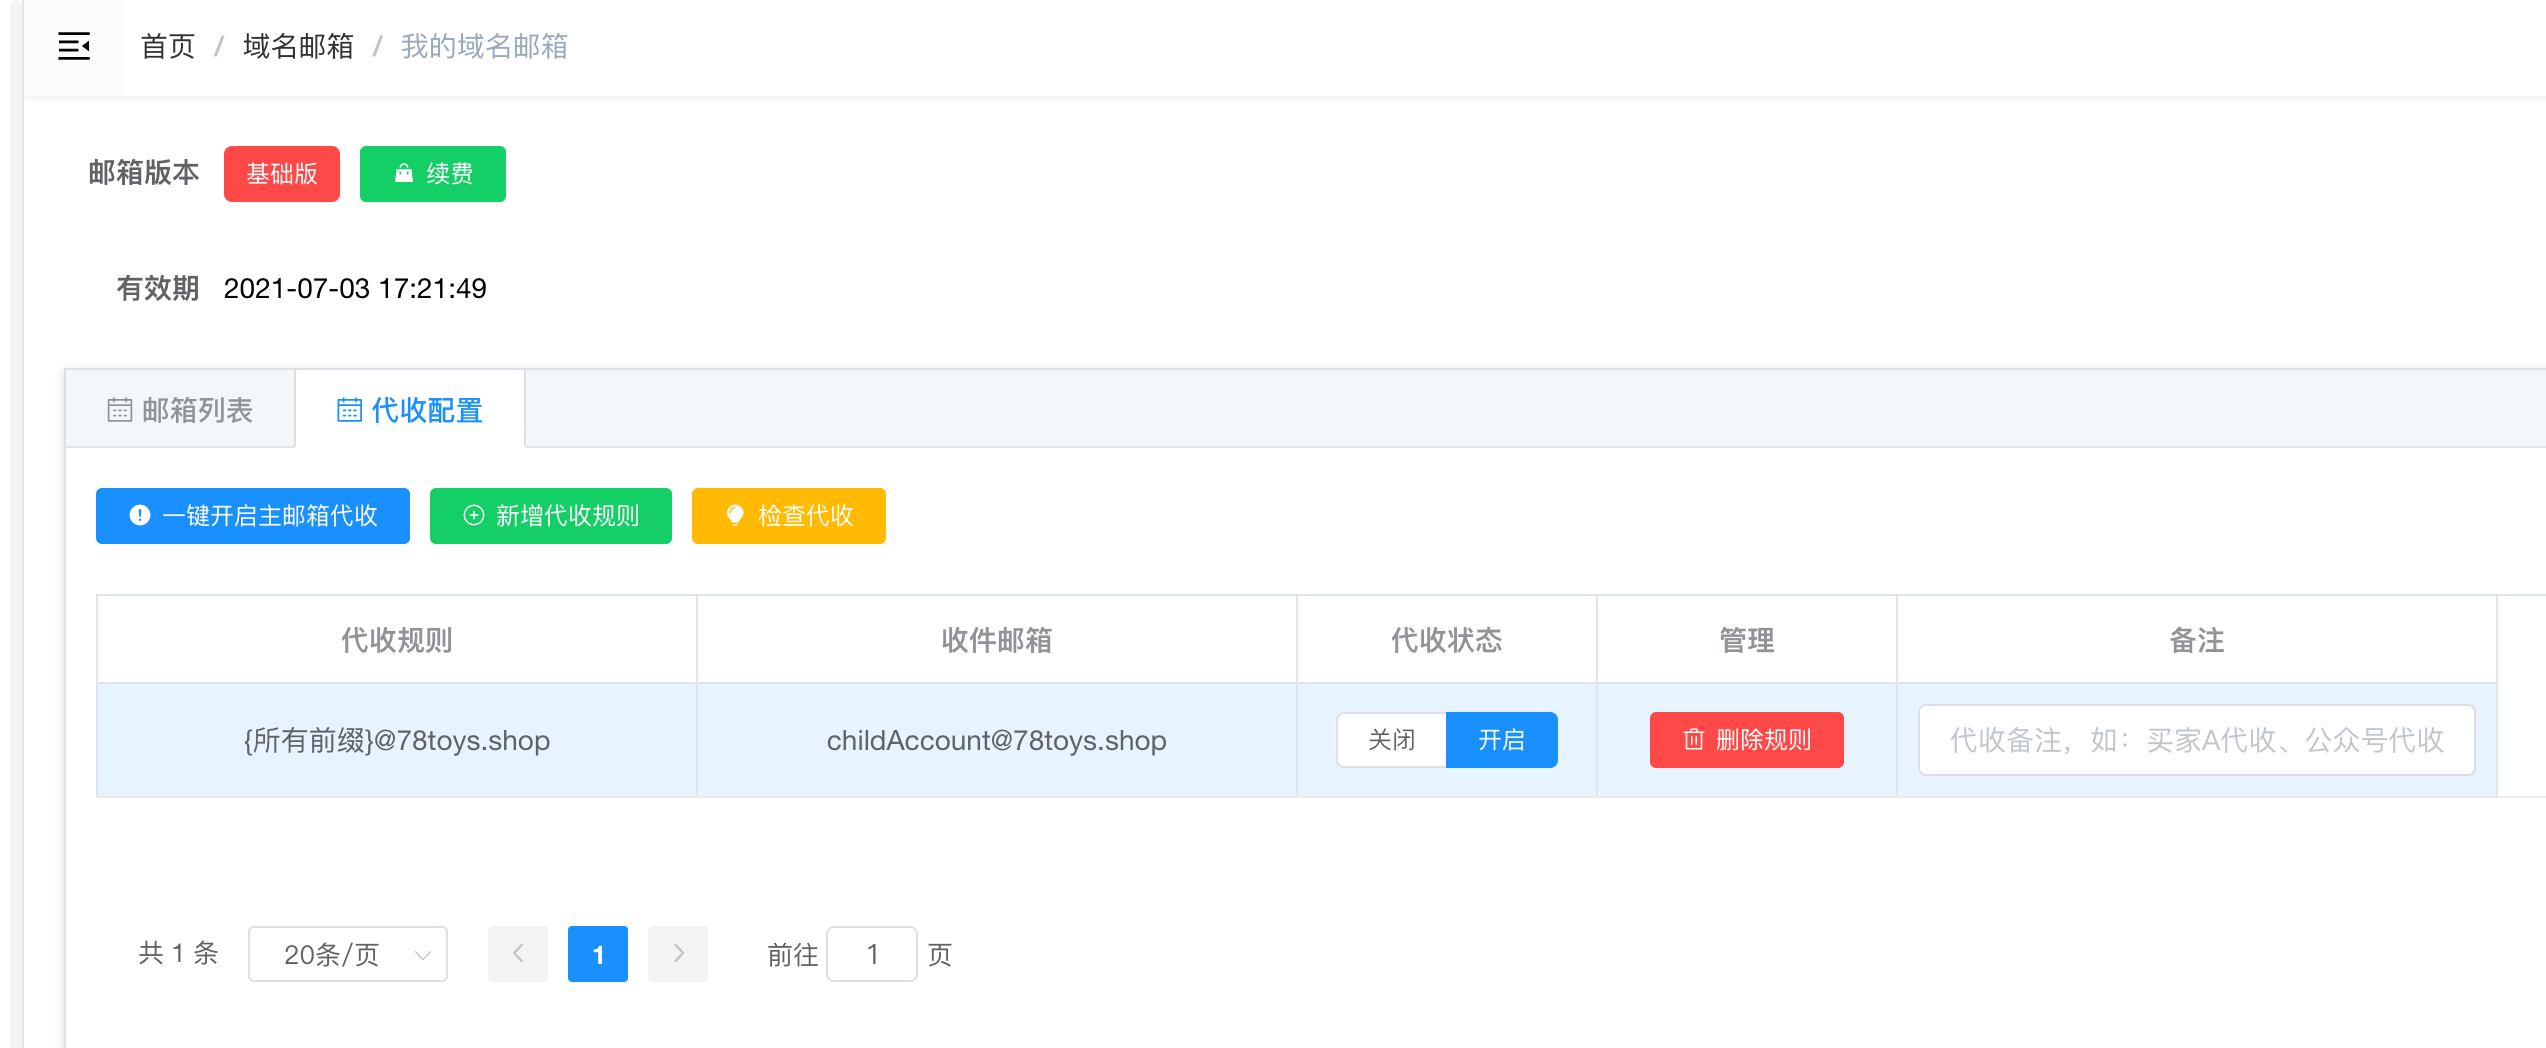 首页 / 域名邮箱 / 我的域名邮箱
邮箱版本 基础版 续费
有效期 2021-07-03 17:21:49
邮箱列表 代收配置
一键开启主邮箱代收 新增代收规则 检查代收
代收规则 收件邮箱 代收状态 管理 备注
{所有前缀}@78toys.shop childAccount@78toys.shop 关闭 开启 删除规则 代收备注，如：买家A代收、公众号代收
共 1 条 20条/页 1 前往 1 页